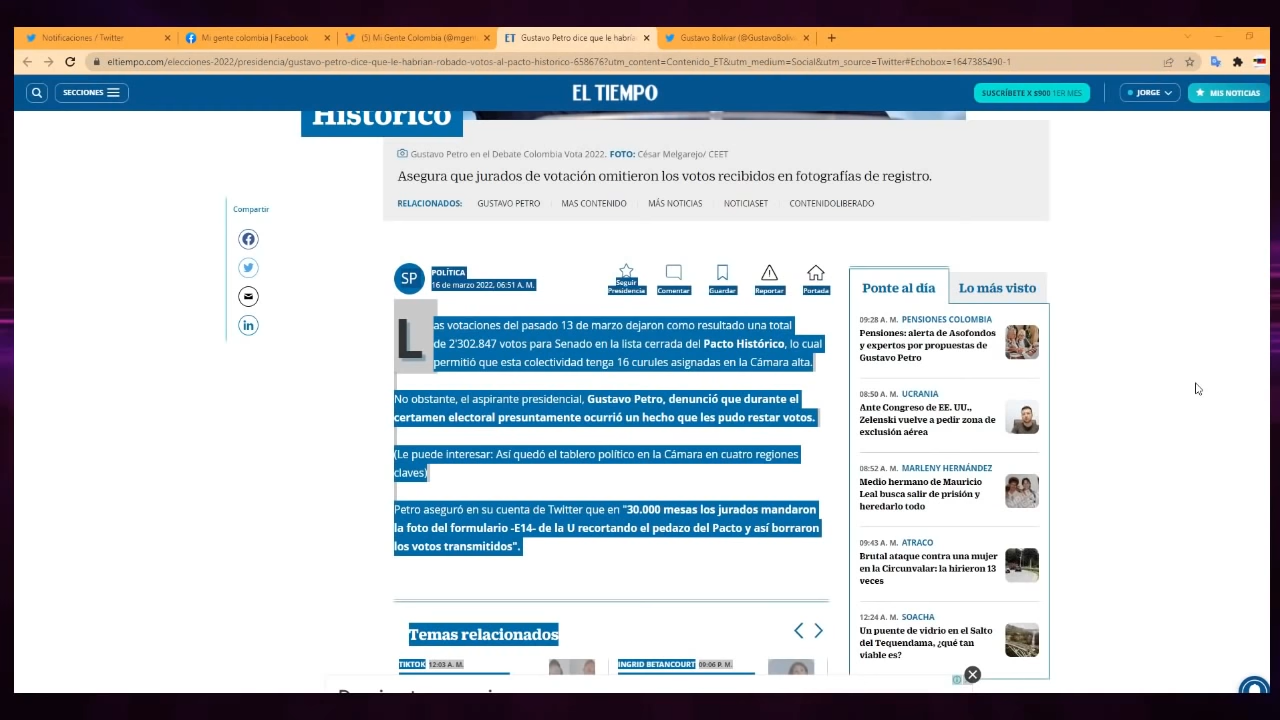 Notificaciones / Twitter
Mi gente colombia | Facebook
(5) Mi Gente Colombia (@mgem
Gustavo Petro dice que le habría
Gustavo Bolívar (@GustavoBolív
eltiempo.com/elecciones-2022/presidencia/gustavo-petro-dice-que-le-habrian-robado-votos-al-pacto-historico-658676?utm_content=Contenido_ET&utm_medium=Social&utm_source=Twitter#Echobox=1647385490-1
SECCIONES
EL TIEMPO
SUSCRÍBETE X $900 1ER MES
JORGE
MIS NOTICIAS
Histórico
Gustavo Petro en el Debate Colombia Vota 2022. FOTO: César Melgarejo/ CEET
Asegura que jurados de votación omitieron los votos recibidos en fotografías de registro.
RELACIONADOS: GUSTAVO PETRO MAS CONTENIDO MÁS NOTICIAS NOTICIASET CONTENIDOLIBERADO
Compartir
SP
POLÍTICA
16 de marzo 2022, 06:51 A. M.
Seguir Presidencia
Comentar
Guardar
Reportar
Portada
Las votaciones del pasado 13 de marzo dejaron como resultado una total
de 2'302.847 votos para Senado en la lista cerrada del Pacto Histórico, lo cual
permitió que esta colectividad tenga 16 curules asignadas en la Cámara alta.
No obstante, el aspirante presidencial, Gustavo Petro, denunció que durante el
certamen electoral presuntamente ocurrió un hecho que les pudo restar votos.
(Le puede interesar: Así quedó el tablero político en la Cámara en cuatro regiones
claves)
Petro aseguró en su cuenta de Twitter que en "30.000 mesas los jurados mandaron
la foto del formulario -E14- de la U recortando el pedazo del Pacto y así borraron
los votos transmitidos".
Temas relacionados
TIKTOK 12:03 A. M.
INGRID BETANCOURT 09:06 P. M.
Ponte al día
Lo más visto
09:28 A. M. PENSIONES COLOMBIA
Pensiones: alerta de Asofondos
y expertos por propuestas de
Gustavo Petro
08:50 A. M. UCRANIA
Ante Congreso de EE. UU.,
Zelenski vuelve a pedir zona de
exclusión aérea
08:52 A. M. MARLENY HERNÁNDEZ
Medio hermano de Mauricio
Leal busca salir de prisión y
heredarlo todo
09:43 A. M. ATRACO
Brutal ataque contra una mujer
en la Circunvalar: la hirieron 13
veces
12:24 A. M. SOACHA
Un puente de vidrio en el Salto
del Tequendama, ¿qué tan
viable es?